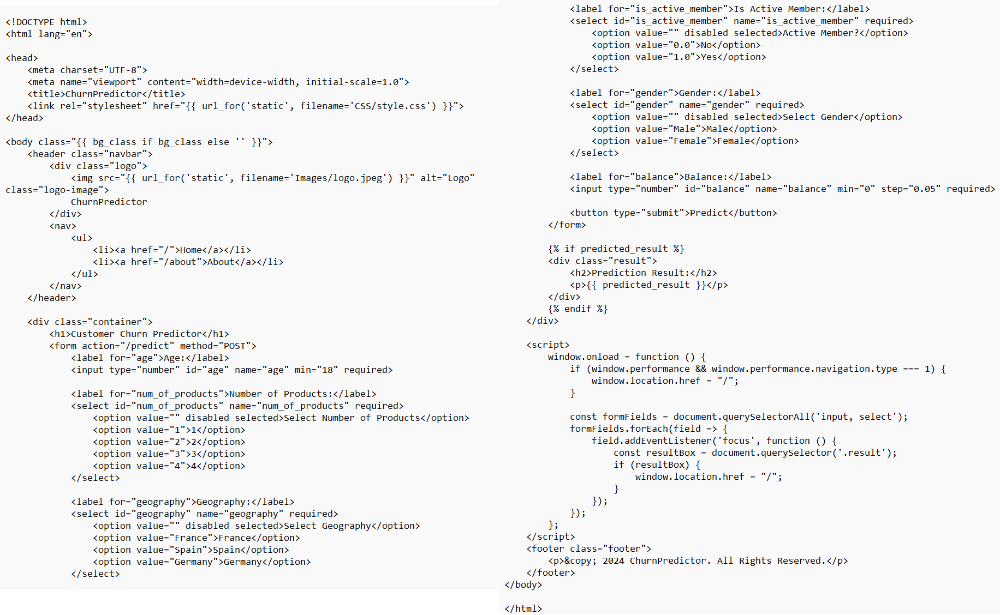 <!DOCTYPE html>
<html lang="en">
<head>
<meta charset="UTF-8">
<meta name="viewport" content="width=device-width, initial-scale=1.0">
<title>ChurnPredictor</title>
<link rel="stylesheet" href="{{ url_for('static', filename='CSS/style.css') }}">
</head>
<body class="{{ bg_class if bg_class else '' }}">
<header class="navbar">
<div class="logo">
<img src="{{ url_for('static', filename='Images/logo.jpeg') }}" alt="Logo"
class="logo-image">
ChurnPredictor
</div>
<nav>
<ul>
<li><a href="/">Home</a></li>
<li><a href="/about">About</a></li>
</ul>
</nav>
</header>
<div class="container">
<h1>Customer Churn Predictor</h1>
<form action="/predict" method="POST">
<label for="age">Age:</label>
<input type="number" id="age" name="age" min="18" required>
<label for="num_of_products">Number of Products:</label>
<select id="num_of_products" name="num_of_products" required>
<option value="" disabled selected>Select Number of Products</option>
<option value="1">1</option>
<option value="2">2</option>
<option value="3">3</option>
<option value="4">4</option>
</select>
<label for="geography">Geography:</label>
<select id="geography" name="geography" required>
<option value="" disabled selected>Select Geography</option>
<option value="France">France</option>
<option value="Spain">Spain</option>
<option value="Germany">Germany</option>
</select>
<label for="is_active_member">Is Active Member:</label>
<select id="is_active_member" name="is_active_member" required>
<option value="" disabled selected>Active Member?</option>
<option value="0.0">No</option>
<option value="1.0">Yes</option>
</select>
<label for="gender">Gender:</label>
<select id="gender" name="gender" required>
<option value="" disabled selected>Select Gender</option>
<option value="Male">Male</option>
<option value="Female">Female</option>
</select>
<label for="balance">Balance:</label>
<input type="number" id="balance" name="balance" min="0" step="0.05" required>
<button type="submit">Predict</button>
</form>
{% if predicted_result %}
<div class="result">
<h2>Prediction Result:</h2>
<p>{{ predicted_result }}</p>
</div>
{% endif %}
</div>
<script>
window.onload = function () {
if (window.performance && window.performance.navigation.type === 1) {
window.location.href = "/";
}
const formFields = document.querySelectorAll('input, select');
formFields.forEach(field => {
field.addEventListener('focus', function () {
const resultBox = document.querySelector('.result');
if (resultBox) {
window.location.href = "/";
}
});
});
};
</script>
<footer class="footer">
<p>&copy; 2024 ChurnPredictor. All Rights Reserved.</p>
</footer>
</body>
</html>